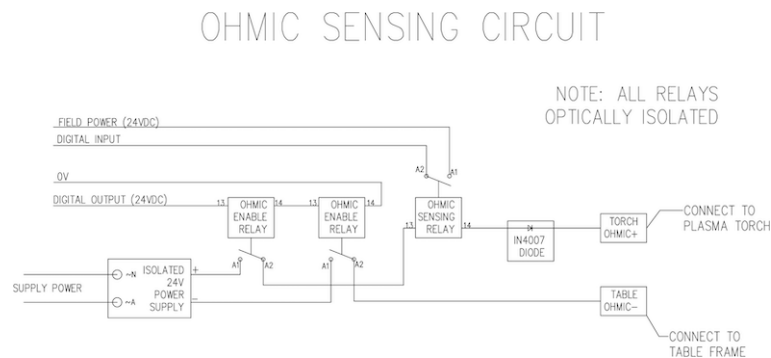 OHMIC SENSING CIRCUIT
NOTE: ALL RELAYS
OPTICALLY ISOLATED
FIELD POWER (24VDC)
DIGITAL INPUT
A2
A1
0V
DIGITAL OUTPUT (24VDC)
13
OHMIC
ENABLE
RELAY
14
13
OHMIC
ENABLE
RELAY
14
OHMIC
SENSING
RELAY
13
14
IN4007
DIODE
TORCH
OHMIC+
CONNECT TO
PLASMA TORCH
A1
A2
A1
A2
SUPPLY POWER
~N
~A
ISOLATED
24V
POWER
SUPPLY
+
-
TABLE
OHMIC-
CONNECT TO
TABLE FRAME